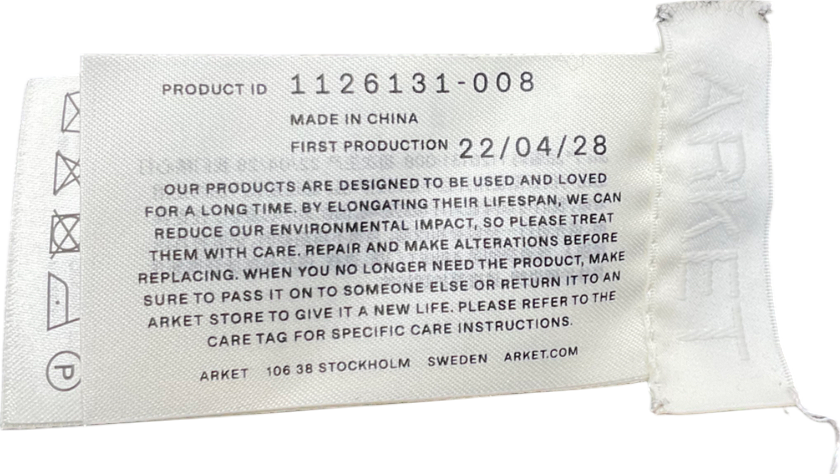 PRODUCT ID 1126131-008
MADE IN CHINA
FIRST PRODUCTION 22/04/28
OUR PRODUCTS ARE DESIGNED TO BE USED AND LOVED
FOR A LONG TIME. BY ELONGATING THEIR LIFESPAN, WE CAN
REDUCE OUR ENVIRONMENTAL IMPACT, SO PLEASE TREAT
THEM WITH CARE. REPAIR AND MAKE ALTERATIONS BEFORE
REPLACING. WHEN YOU NO LONGER NEED THE PRODUCT, MAKE
SURE TO PASS IT ON TO SOMEONE ELSE OR RETURN IT TO AN
ARKET STORE TO GIVE IT A NEW LIFE. PLEASE REFER TO THE
CARE TAG FOR SPECIFIC CARE INSTRUCTIONS.
ARKET 106 38 STOCKHOLM SWEDEN ARKET.COM
ARKET
P